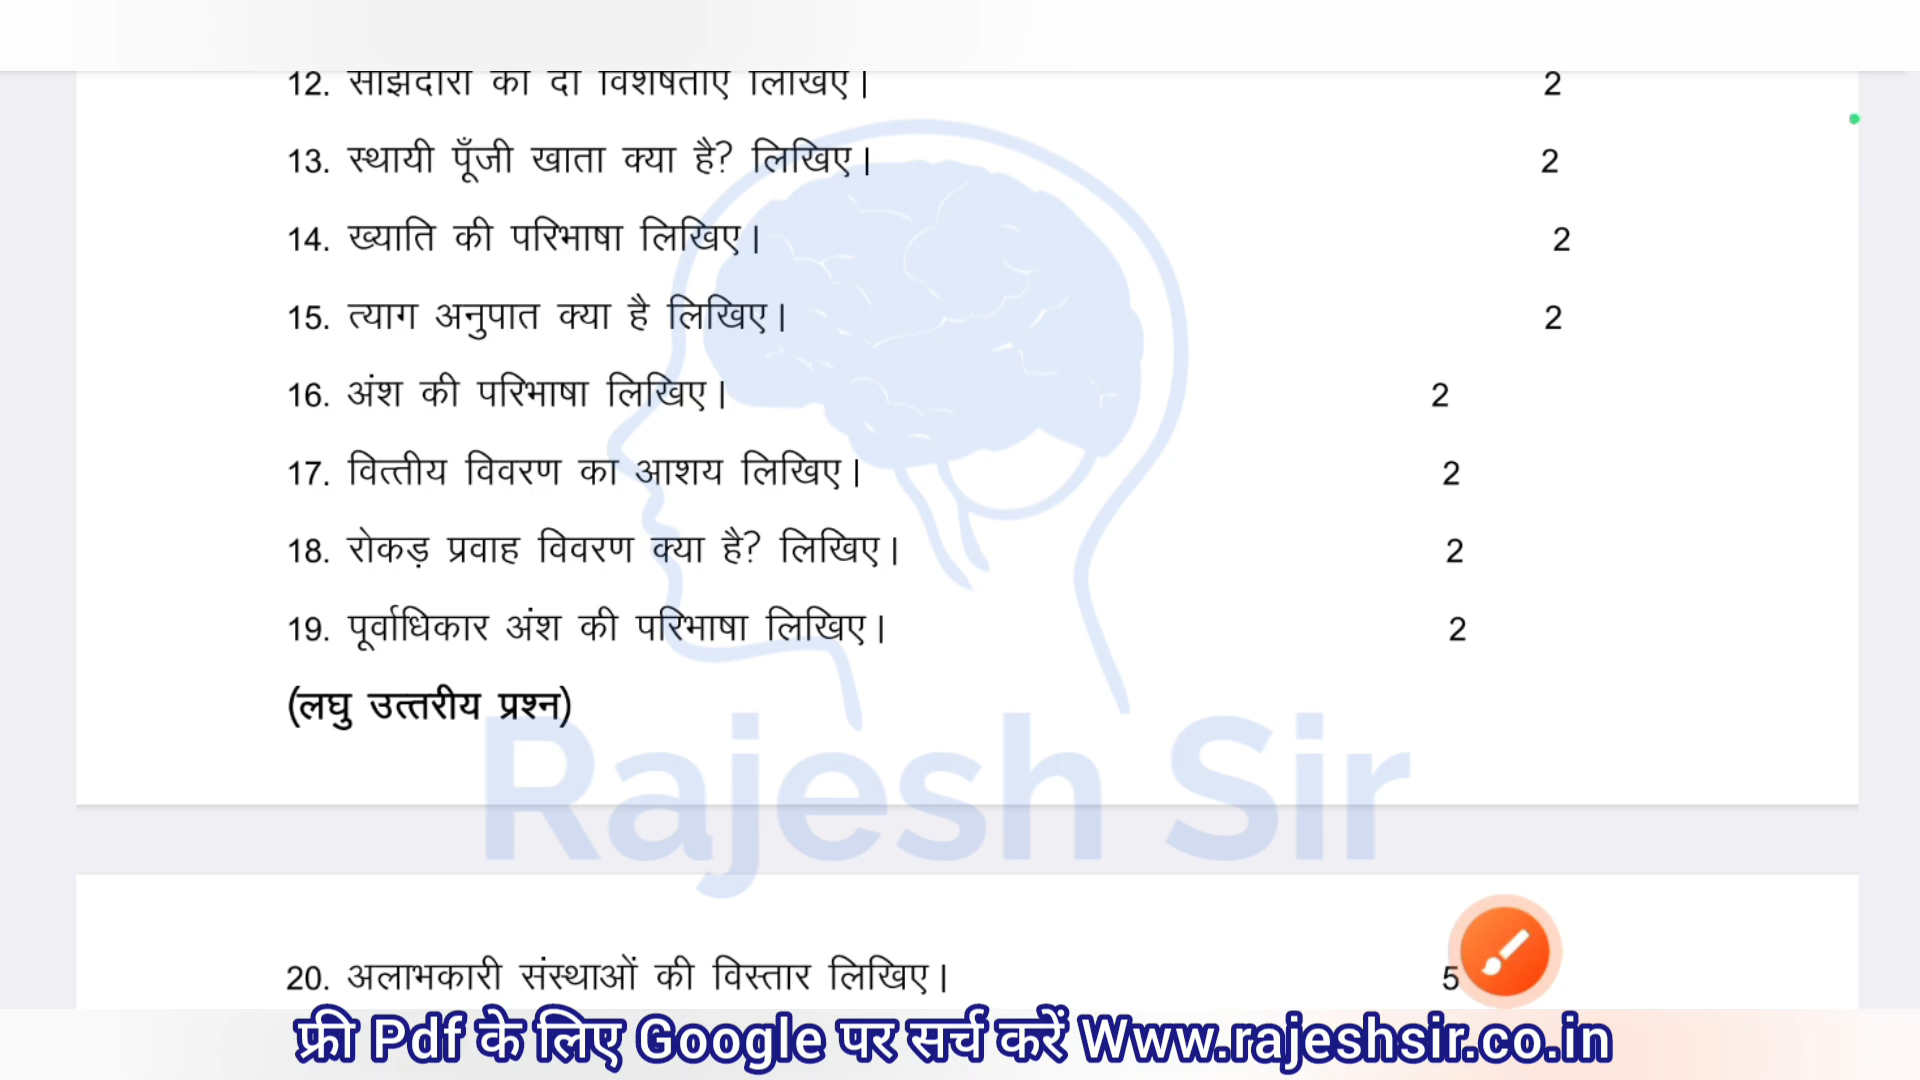 12. साझेदारी की दो विशेषताएँ लिखिए। 2
13. स्थायी पूँजी खाता क्या है? लिखिए। 2
14. ख्याति की परिभाषा लिखिए। 2
15. त्याग अनुपात क्या है लिखिए। 2
16. अंश की परिभाषा लिखिए। 2
17. वित्तीय विवरण का आशय लिखिए। 2
18. रोकड़ प्रवाह विवरण क्या है? लिखिए। 2
19. पूर्वाधिकार अंश की परिभाषा लिखिए। 2
(लघु उत्तरीय प्रश्न)
Rajesh Sir
20. अलाभकारी संस्थाओं की विस्तार लिखिए। 5
फ्री Pdf के लिए Google पर सर्च करें Www.rajeshsir.co.in